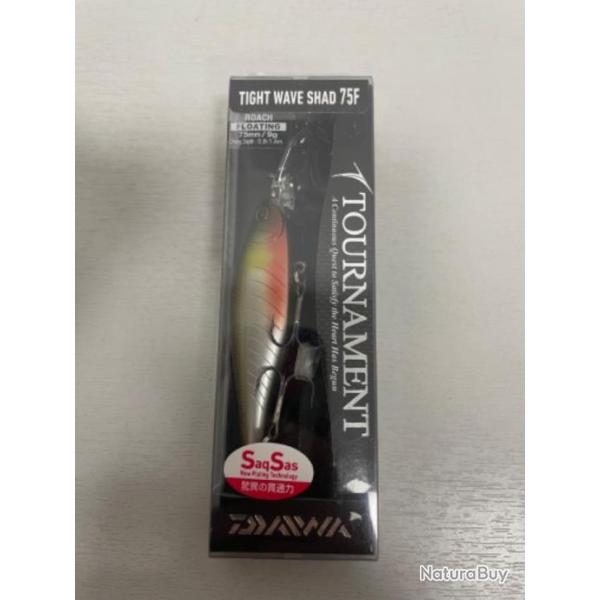 TIGHT WAVE SHAD 75F
ROACH
FLOATING
75mm / 9g
TOURNAMENT
A Continuous Quest to Satisfy the Heart Has Begun
SaqSas
New Plating Technology
驚異の貫通力
DAIWA
NaturaBuy